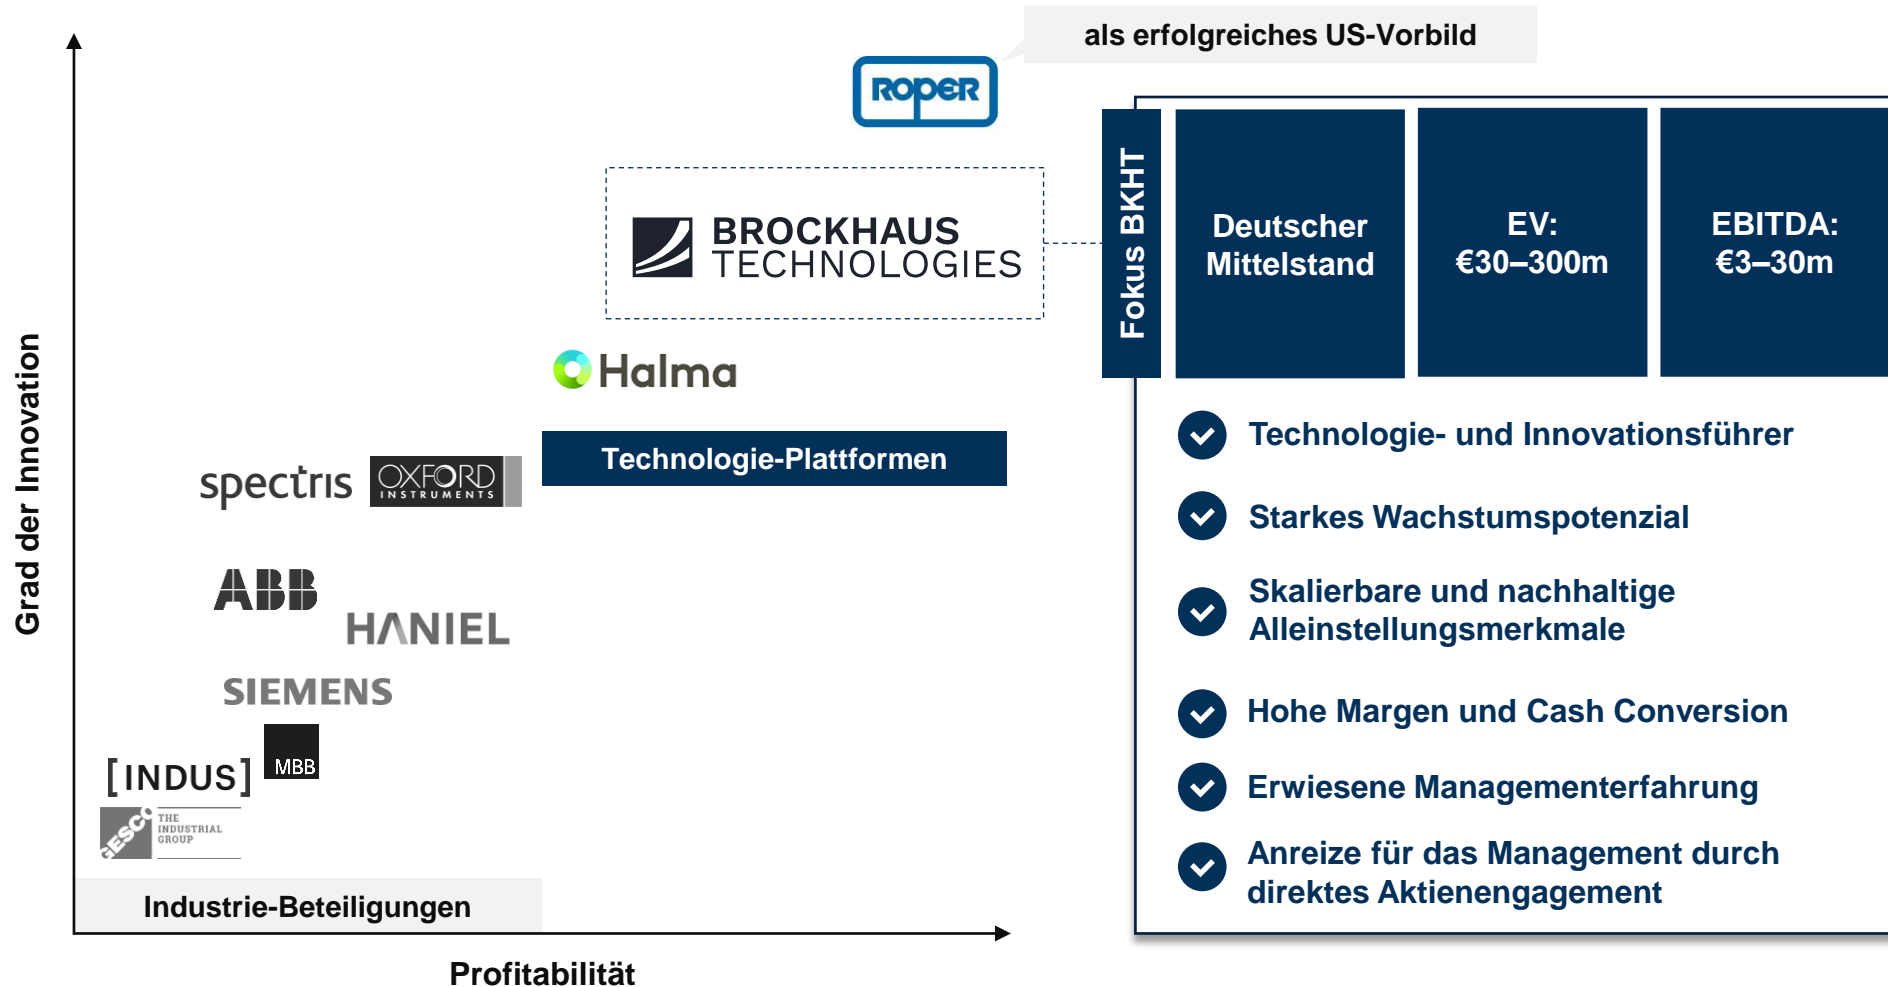 als erfolgreiches US-Vorbild
ROPER
BROCKHAUS
TECHNOLOGIES
Halma
Technologie-Plattformen
spectris
OXFORD
INSTRUMENTS
ABB
HANIEL
SIEMENS
MBB
[INDUS]
GESCO
THE
INDUSTRIAL
GROUP
Industrie-Beteiligungen
Grad der Innovation
Profitabilität
Fokus BKHT
Deutscher
Mittelstand
EV:
€30–300m
EBITDA:
€3–30m
Technologie- und Innovationsführer
Starkes Wachstumspotenzial
Skalierbare und nachhaltige
Alleinstellungsmerkmale
Hohe Margen und Cash Conversion
Erwiesene Managementerfahrung
Anreize für das Management durch
direktes Aktienengagement